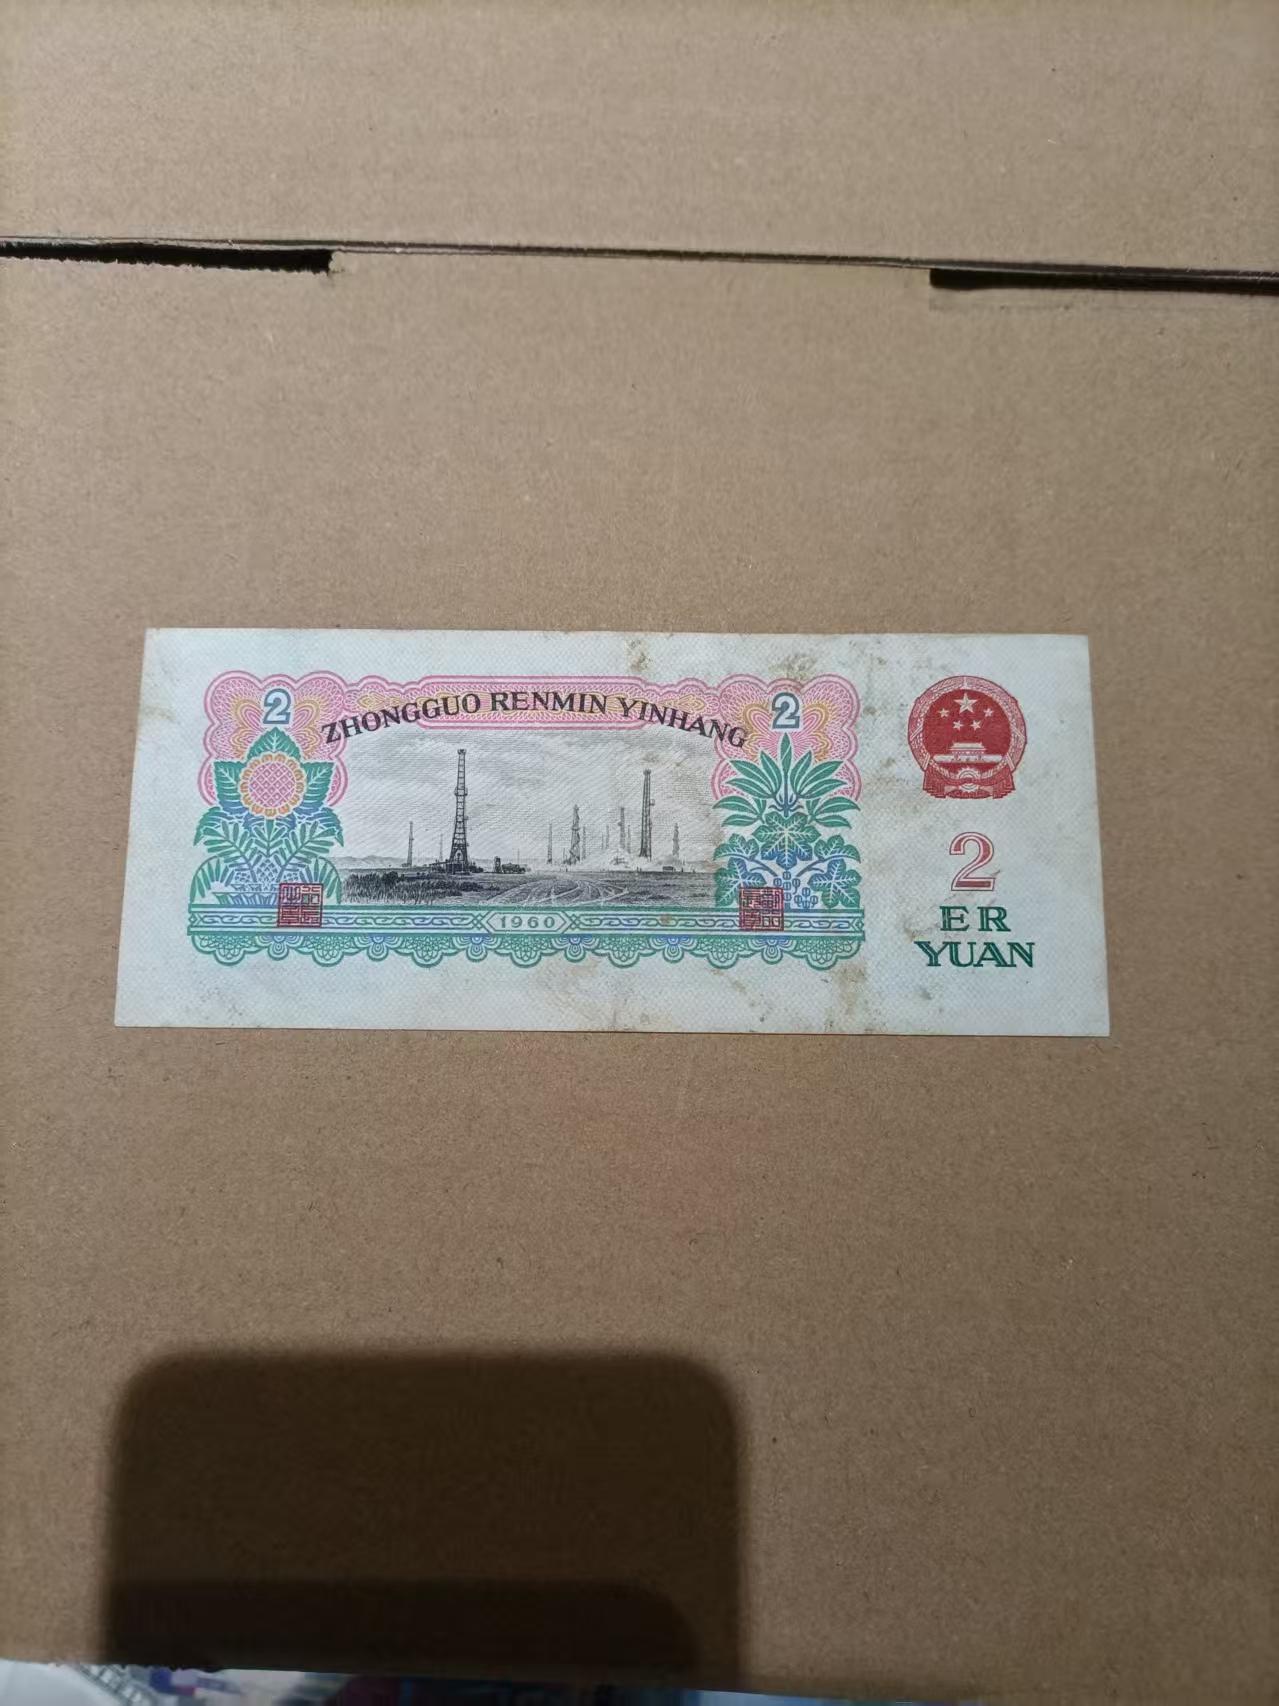 2
2
ZHONGGUO RENMIN YINHANG
1960
2
ER
YUAN